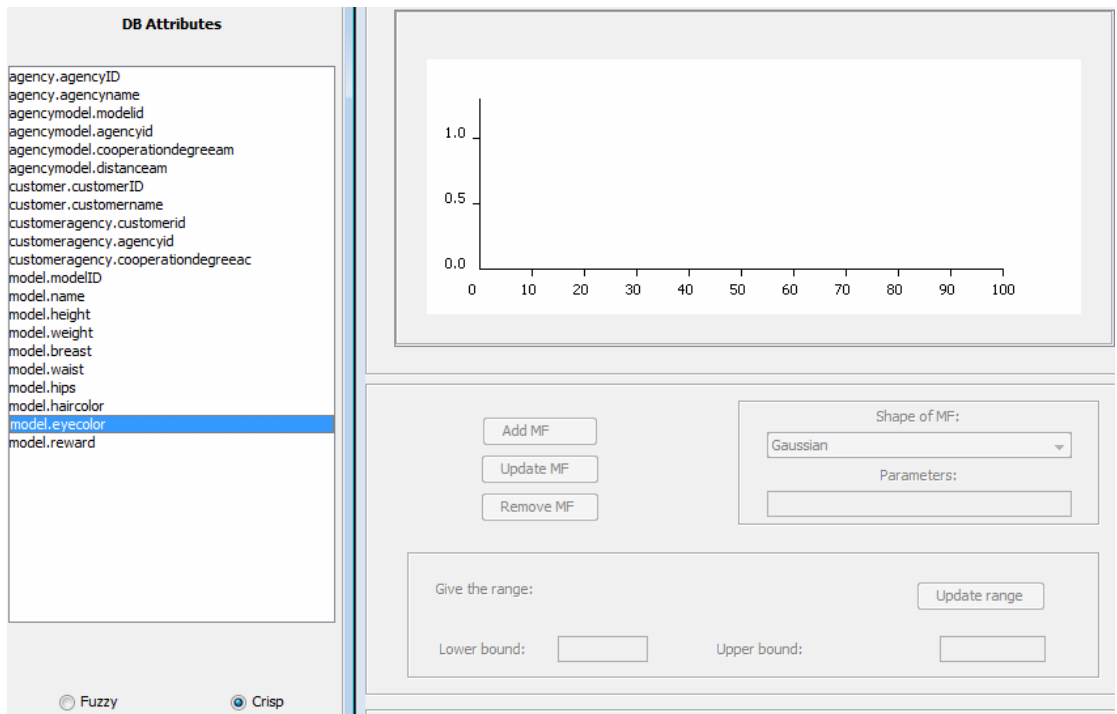 DB Attributes
agency.agencyID
agency.agencyname
agencymodel.modelid
agencymodel.agencyid
agencymodel.cooperationdegreeam
agencymodel.distanceam
customer.customerID
customer.customername
customeragency.customerid
customeragency.agencyid
customeragency.cooperationdegreeac
model.modelID
model.name
model.height
model.weight
model.breast
model.waist
model.hips
model.haircolor
model.eyecolor
model.reward
Fuzzy Crisp
1.0
0.5
0.0
0 10 20 30 40 50 60 70 80 90 100
Add MF
Update MF
Remove MF
Shape of MF:
Gaussian
Parameters:
Give the range:
Update range
Lower bound: Upper bound: